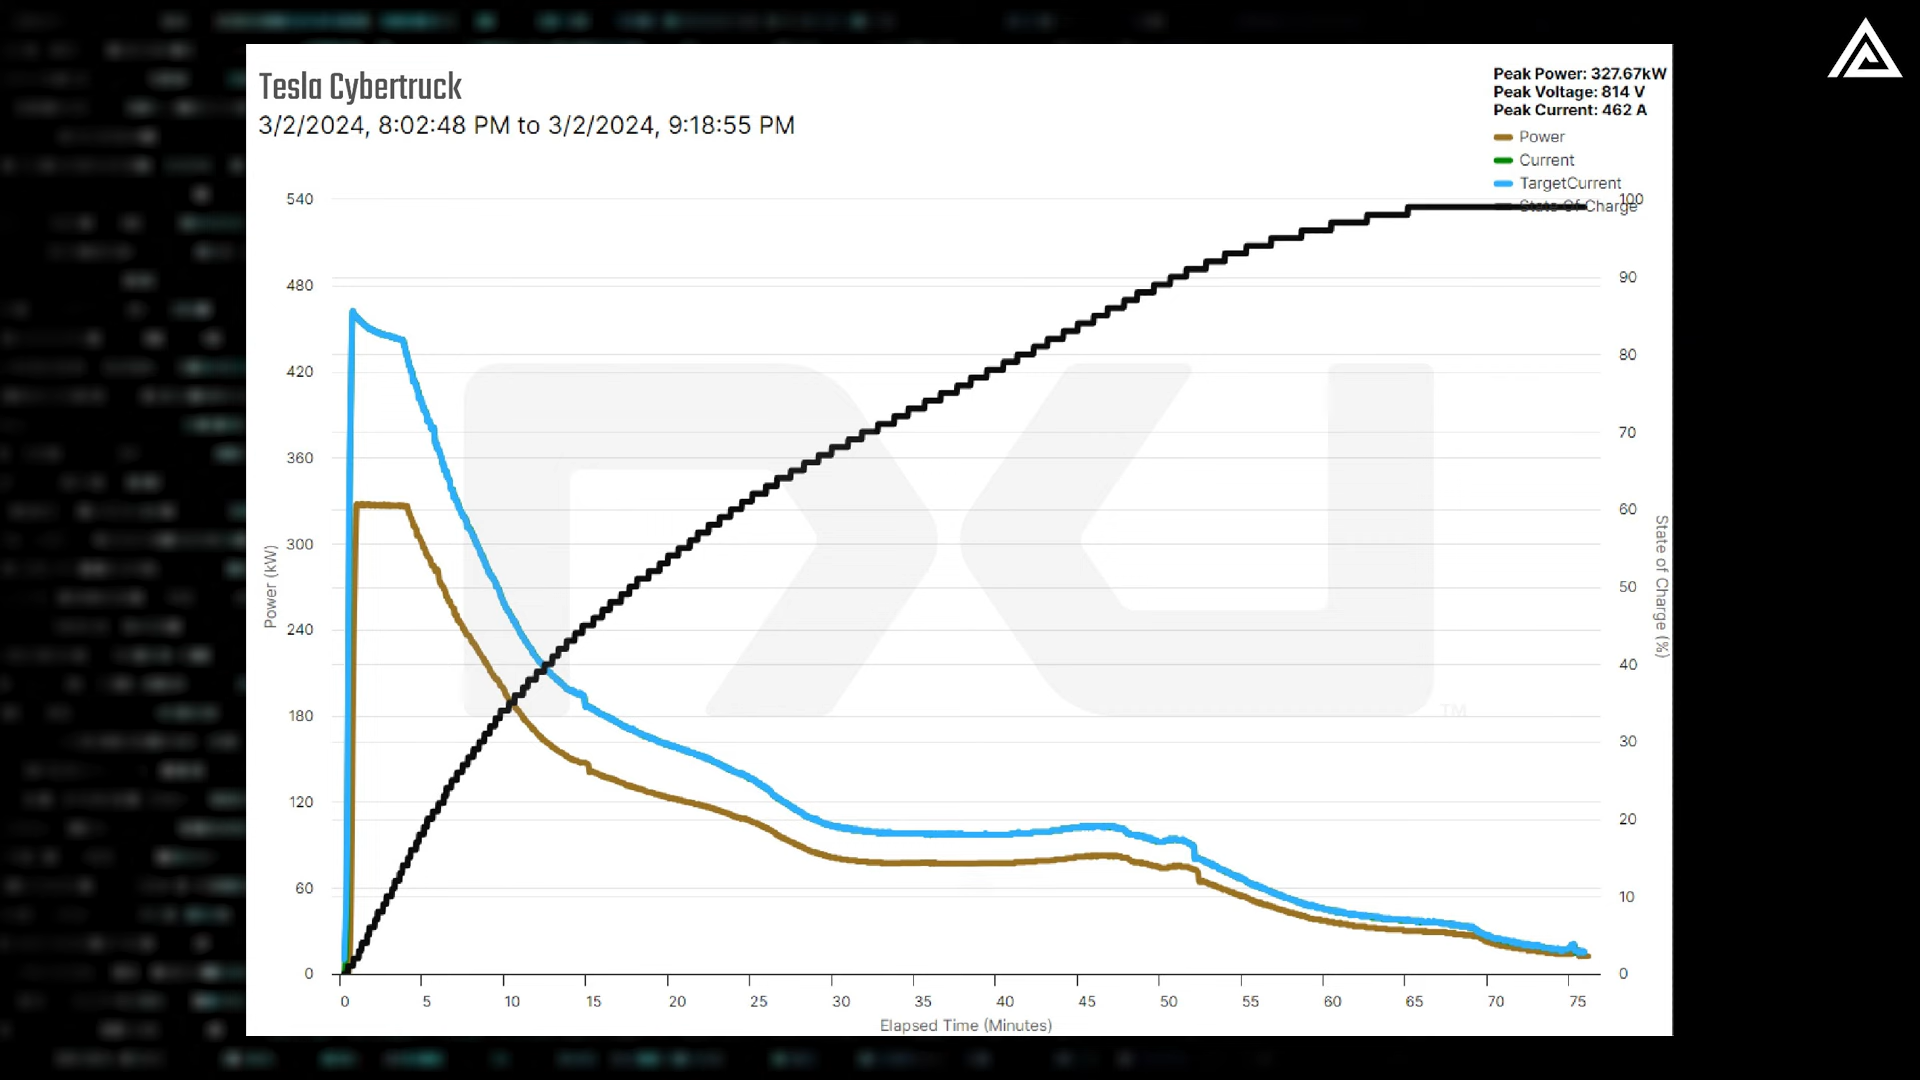 Tesla Cybertruck
3/2/2024, 8:02:48 PM to 3/2/2024, 9:18:55 PM
Peak Power: 327.67kW
Peak Voltage: 814 V
Peak Current: 462 A
Power
Current
TargetCurrent
State Of Charge
540
480
420
360
300
240
180
120
60
0
Power (kW)
100
90
80
70
60
50
40
30
20
10
0
State of Charge (%)
TM
0 5 10 15 20 25 30 35 40 45 50 55 60 65 70 75
Elapsed Time (Minutes)